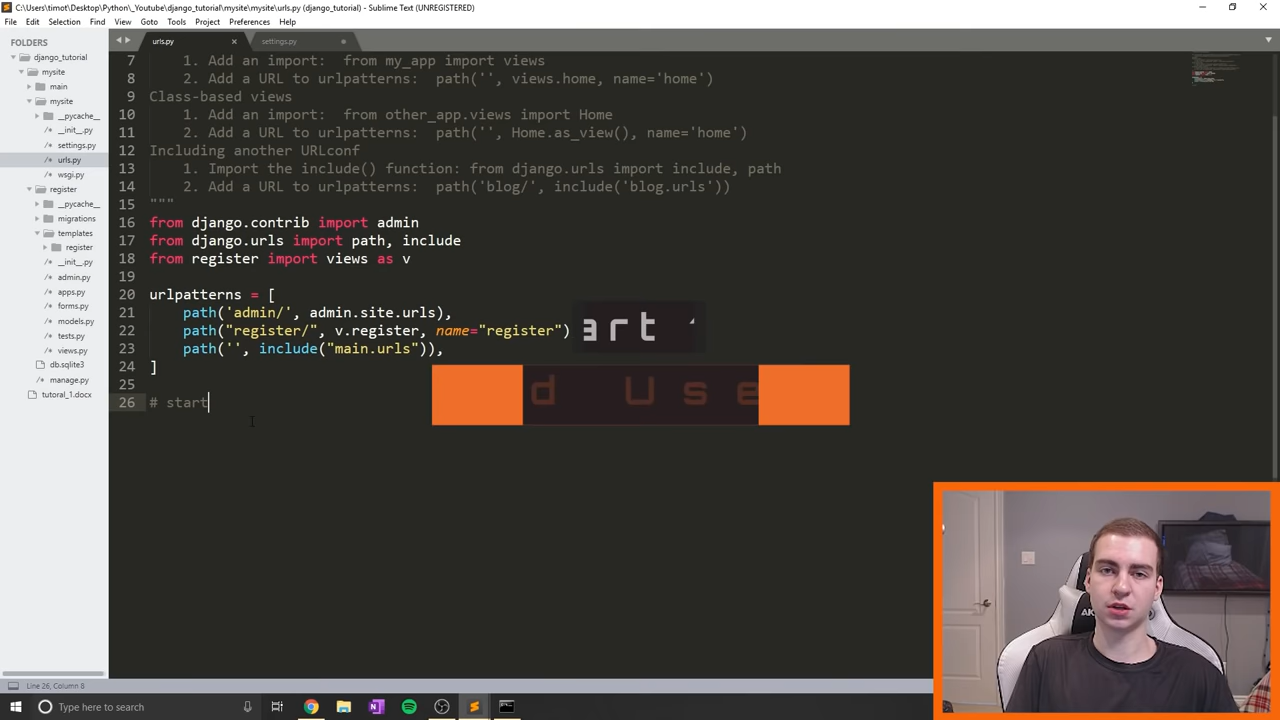 C:\Users\timot\Desktop\Python\_Youtube\django_tutorial\mysite\mysite\urls.py (django_tutorial) - Sublime Text (UNREGISTERED)
File Edit Selection Find View Goto Tools Project Preferences Help
FOLDERS
django_tutorial
mysite
main
mysite
__pycache__
__init__.py
settings.py
urls.py
wsgi.py
register
__pycache__
migrations
templates
register
__init__.py
admin.py
apps.py
forms.py
models.py
tests.py
views.py
db.sqlite3
manage.py
tutoral_1.docx
urls.py settings.py
7 1. Add an import: from my_app import views
8 2. Add a URL to urlpatterns: path('', views.home, name='home')
9 Class-based views
10 1. Add an import: from other_app.views import Home
11 2. Add a URL to urlpatterns: path('', Home.as_view(), name='home')
12 Including another URLconf
13 1. Import the include() function: from django.urls import include, path
14 2. Add a URL to urlpatterns: path('blog/', include('blog.urls'))
15 """
16 from django.contrib import admin
17 from django.urls import path, include
18 from register import views as v
19
20 urlpatterns = [
21 path('admin/', admin.site.urls),
22 path("register/", v.register, name="register")
23 path('', include("main.urls")),
24 ]
25
26 # start
art
d Use
Line 26, Column 8
Type here to search